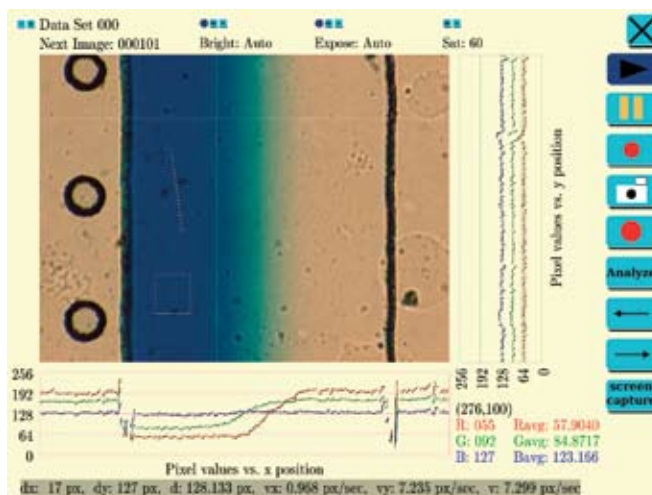 Data Set 000
Next Image: 000101
Bright: Auto
Expose: Auto
Sat: 60
Pixel values vs. y position
256
192
128
64
0
256 192 128 64 0
Analyze
screen capture
(276,100)
R: 055 Ravg: 57.9040
G: 092 Gavg: 84.8717
B: 127 Bavg: 123.166
Pixel values vs. x position
dx: 17 px, dy: 127 px, d: 128.133 px, vx: 0.968 px/sec, vy: 7.235 px/sec, v: 7.299 px/sec